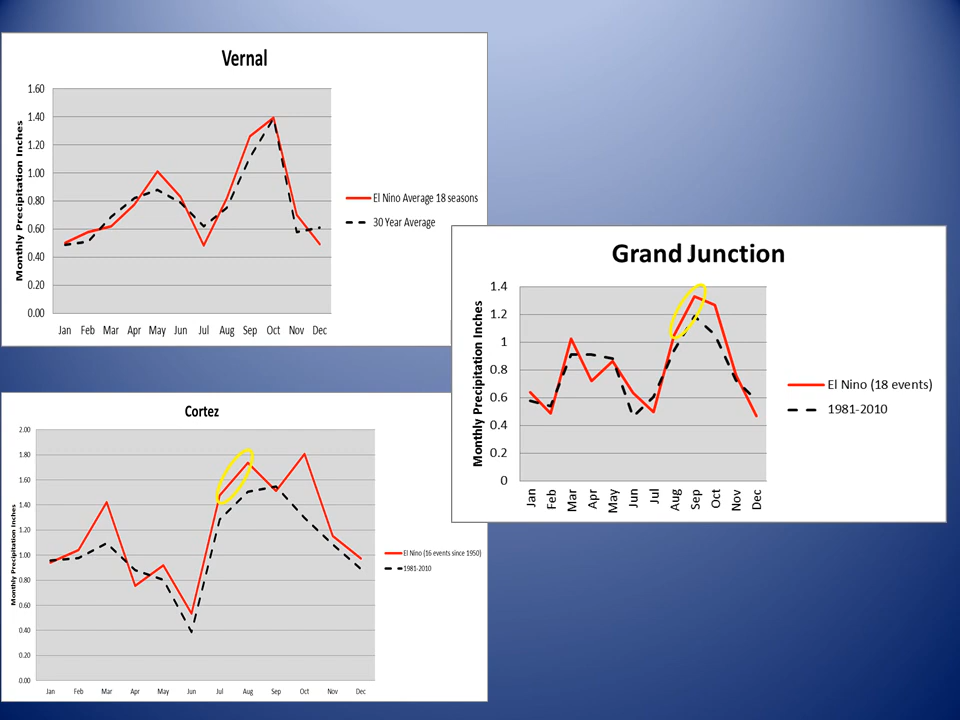 Vernal
Monthly Precipitation Inches
1.60
1.40
1.20
1.00
0.80
0.60
0.40
0.20
0.00
Jan Feb Mar Apr May Jun Jul Aug Sep Oct Nov Dec
El Nino Average 18 seasons
30 Year Average
Grand Junction
Monthly Precipitation Inches
1.4
1.2
1
0.8
0.6
0.4
0.2
0
Jan Feb Mar Apr May Jun Jul Aug Sep Oct Nov Dec
El Nino (18 events)
1981-2010
Cortez
Monthly Precipitation Inches
2.00
1.80
1.60
1.40
1.20
1.00
0.80
0.60
0.40
0.20
0.00
Jan Feb Mar Apr May Jun Jul Aug Sep Oct Nov Dec
El Nino (16 events since 1950)
1981-2010